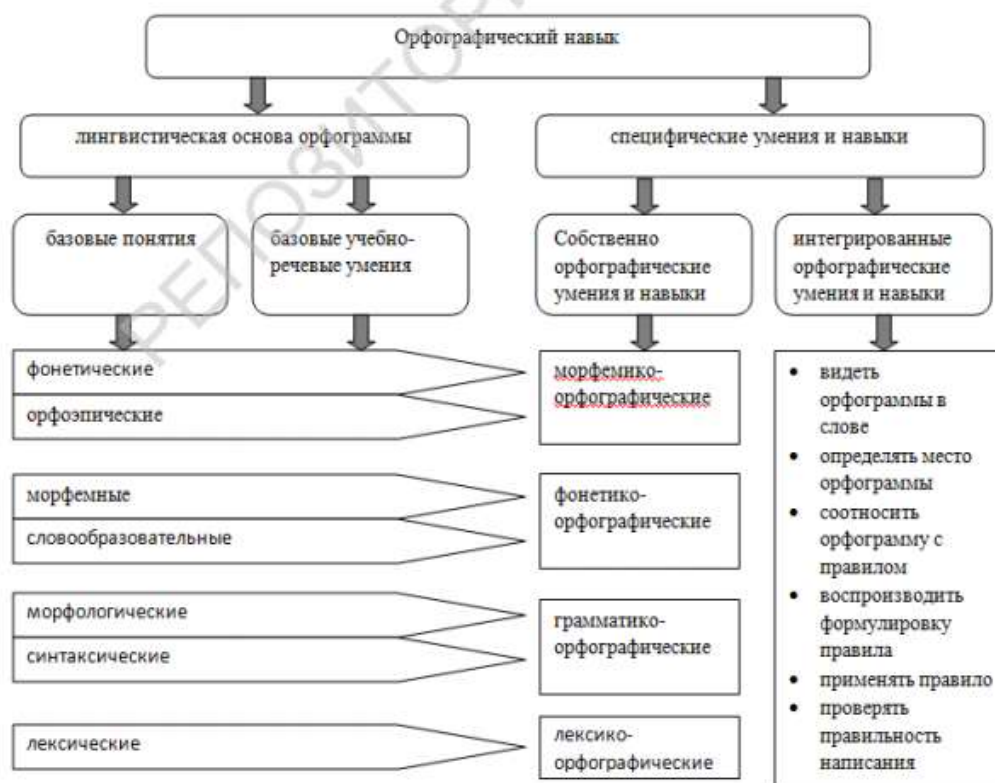 Орфографический навык
лингвистическая основа орфограммы
специфические умения и навыки
базовые понятия
базовые учебно-
речевые умения
Собственно
орфографические
умения и навыки
интегрированные
орфографические
умения и навыки
фонетические
орфоэпические
морфемико-
орфографические
морфемные
словообразовательные
фонетико-
орфографические
морфологические
синтаксические
грамматико-
орфографические
лексические
лексико-
орфографические
• видеть
орфограммы в
слове
• определять место
орфограммы
• соотносить
орфограмму с
правилом
• воспроизводить
формулировку
правила
• применять правило
• проверять
правильность
написания